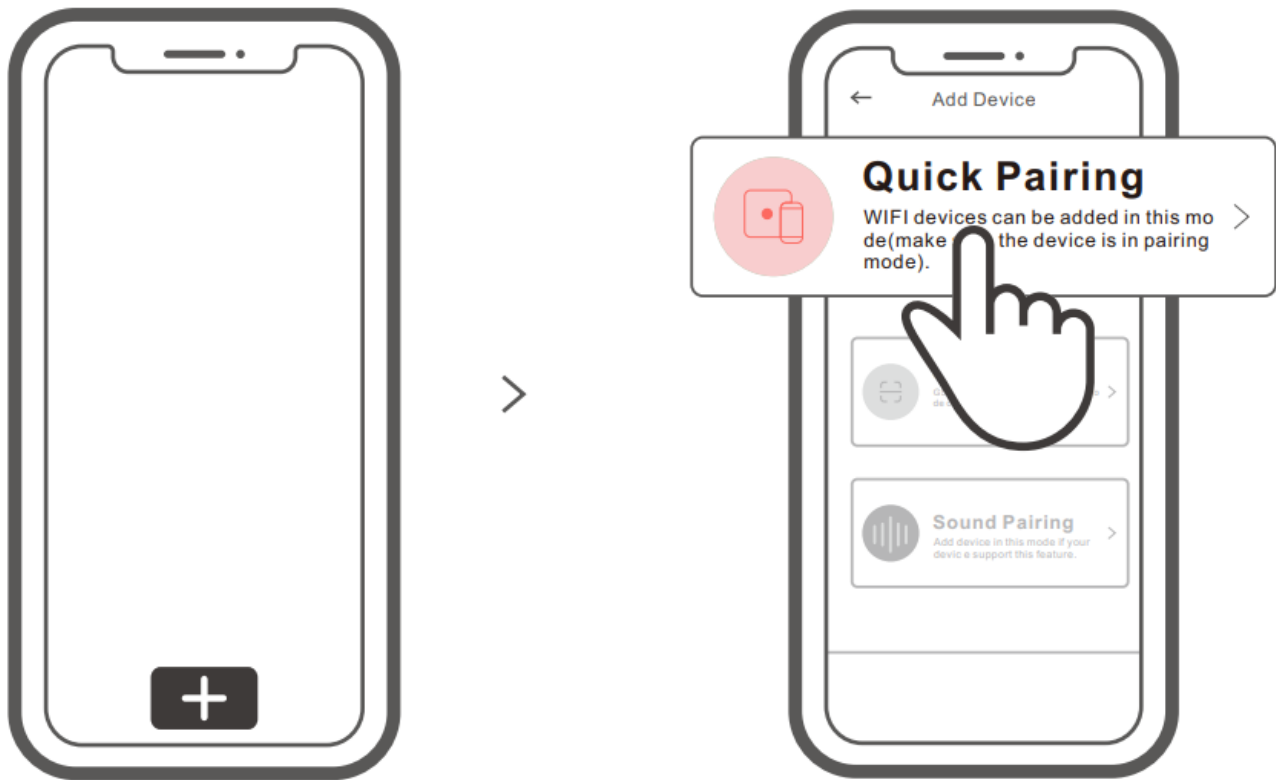 Add Device
Quick Pairing
WIFI devices can be added in this mo
de(make the device is in pairing
mode).
Sound Pairing
Add device in this mode if your
devic e support this feature.